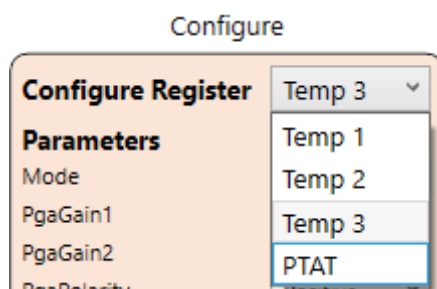 Configure
Configure Register Temp 3
Parameters
Temp 1
Mode
Temp 2
PgaGain1
Temp 3
PgaGain2
PTAT